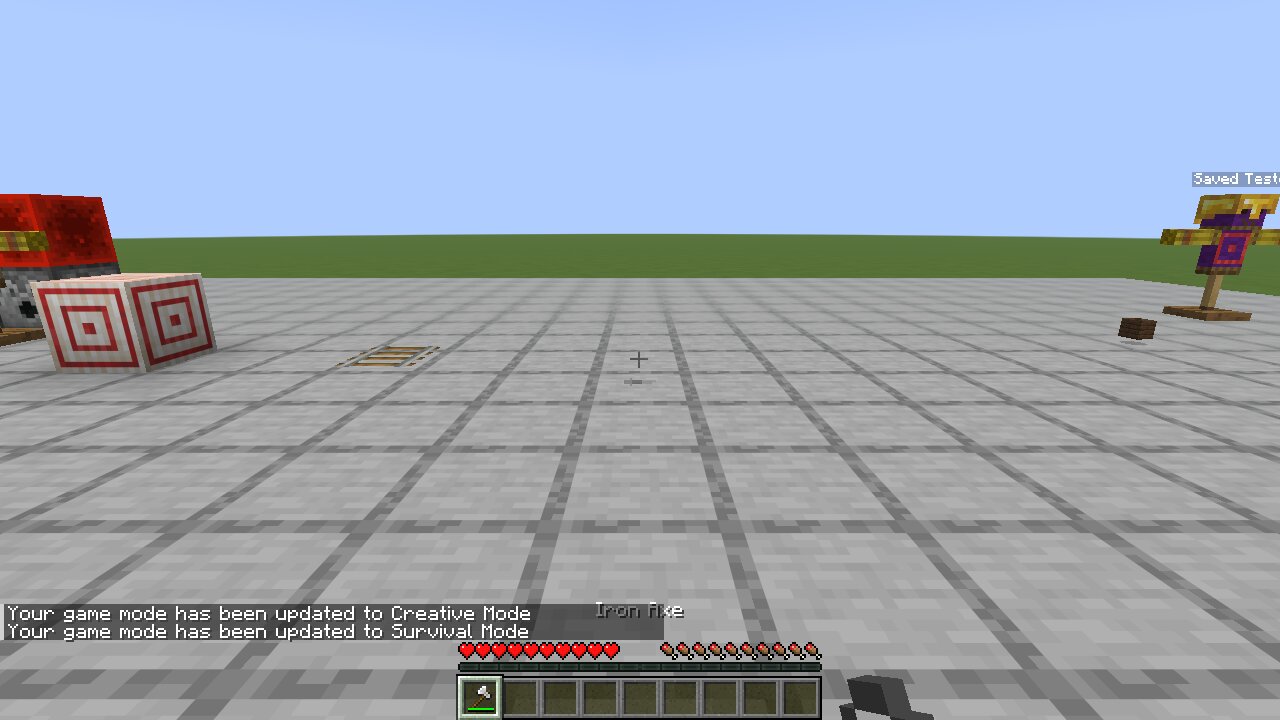 Saved Test
Your game mode has been updated to Creative Mode
Iron Axe
Your game mode has been updated to Survival Mode